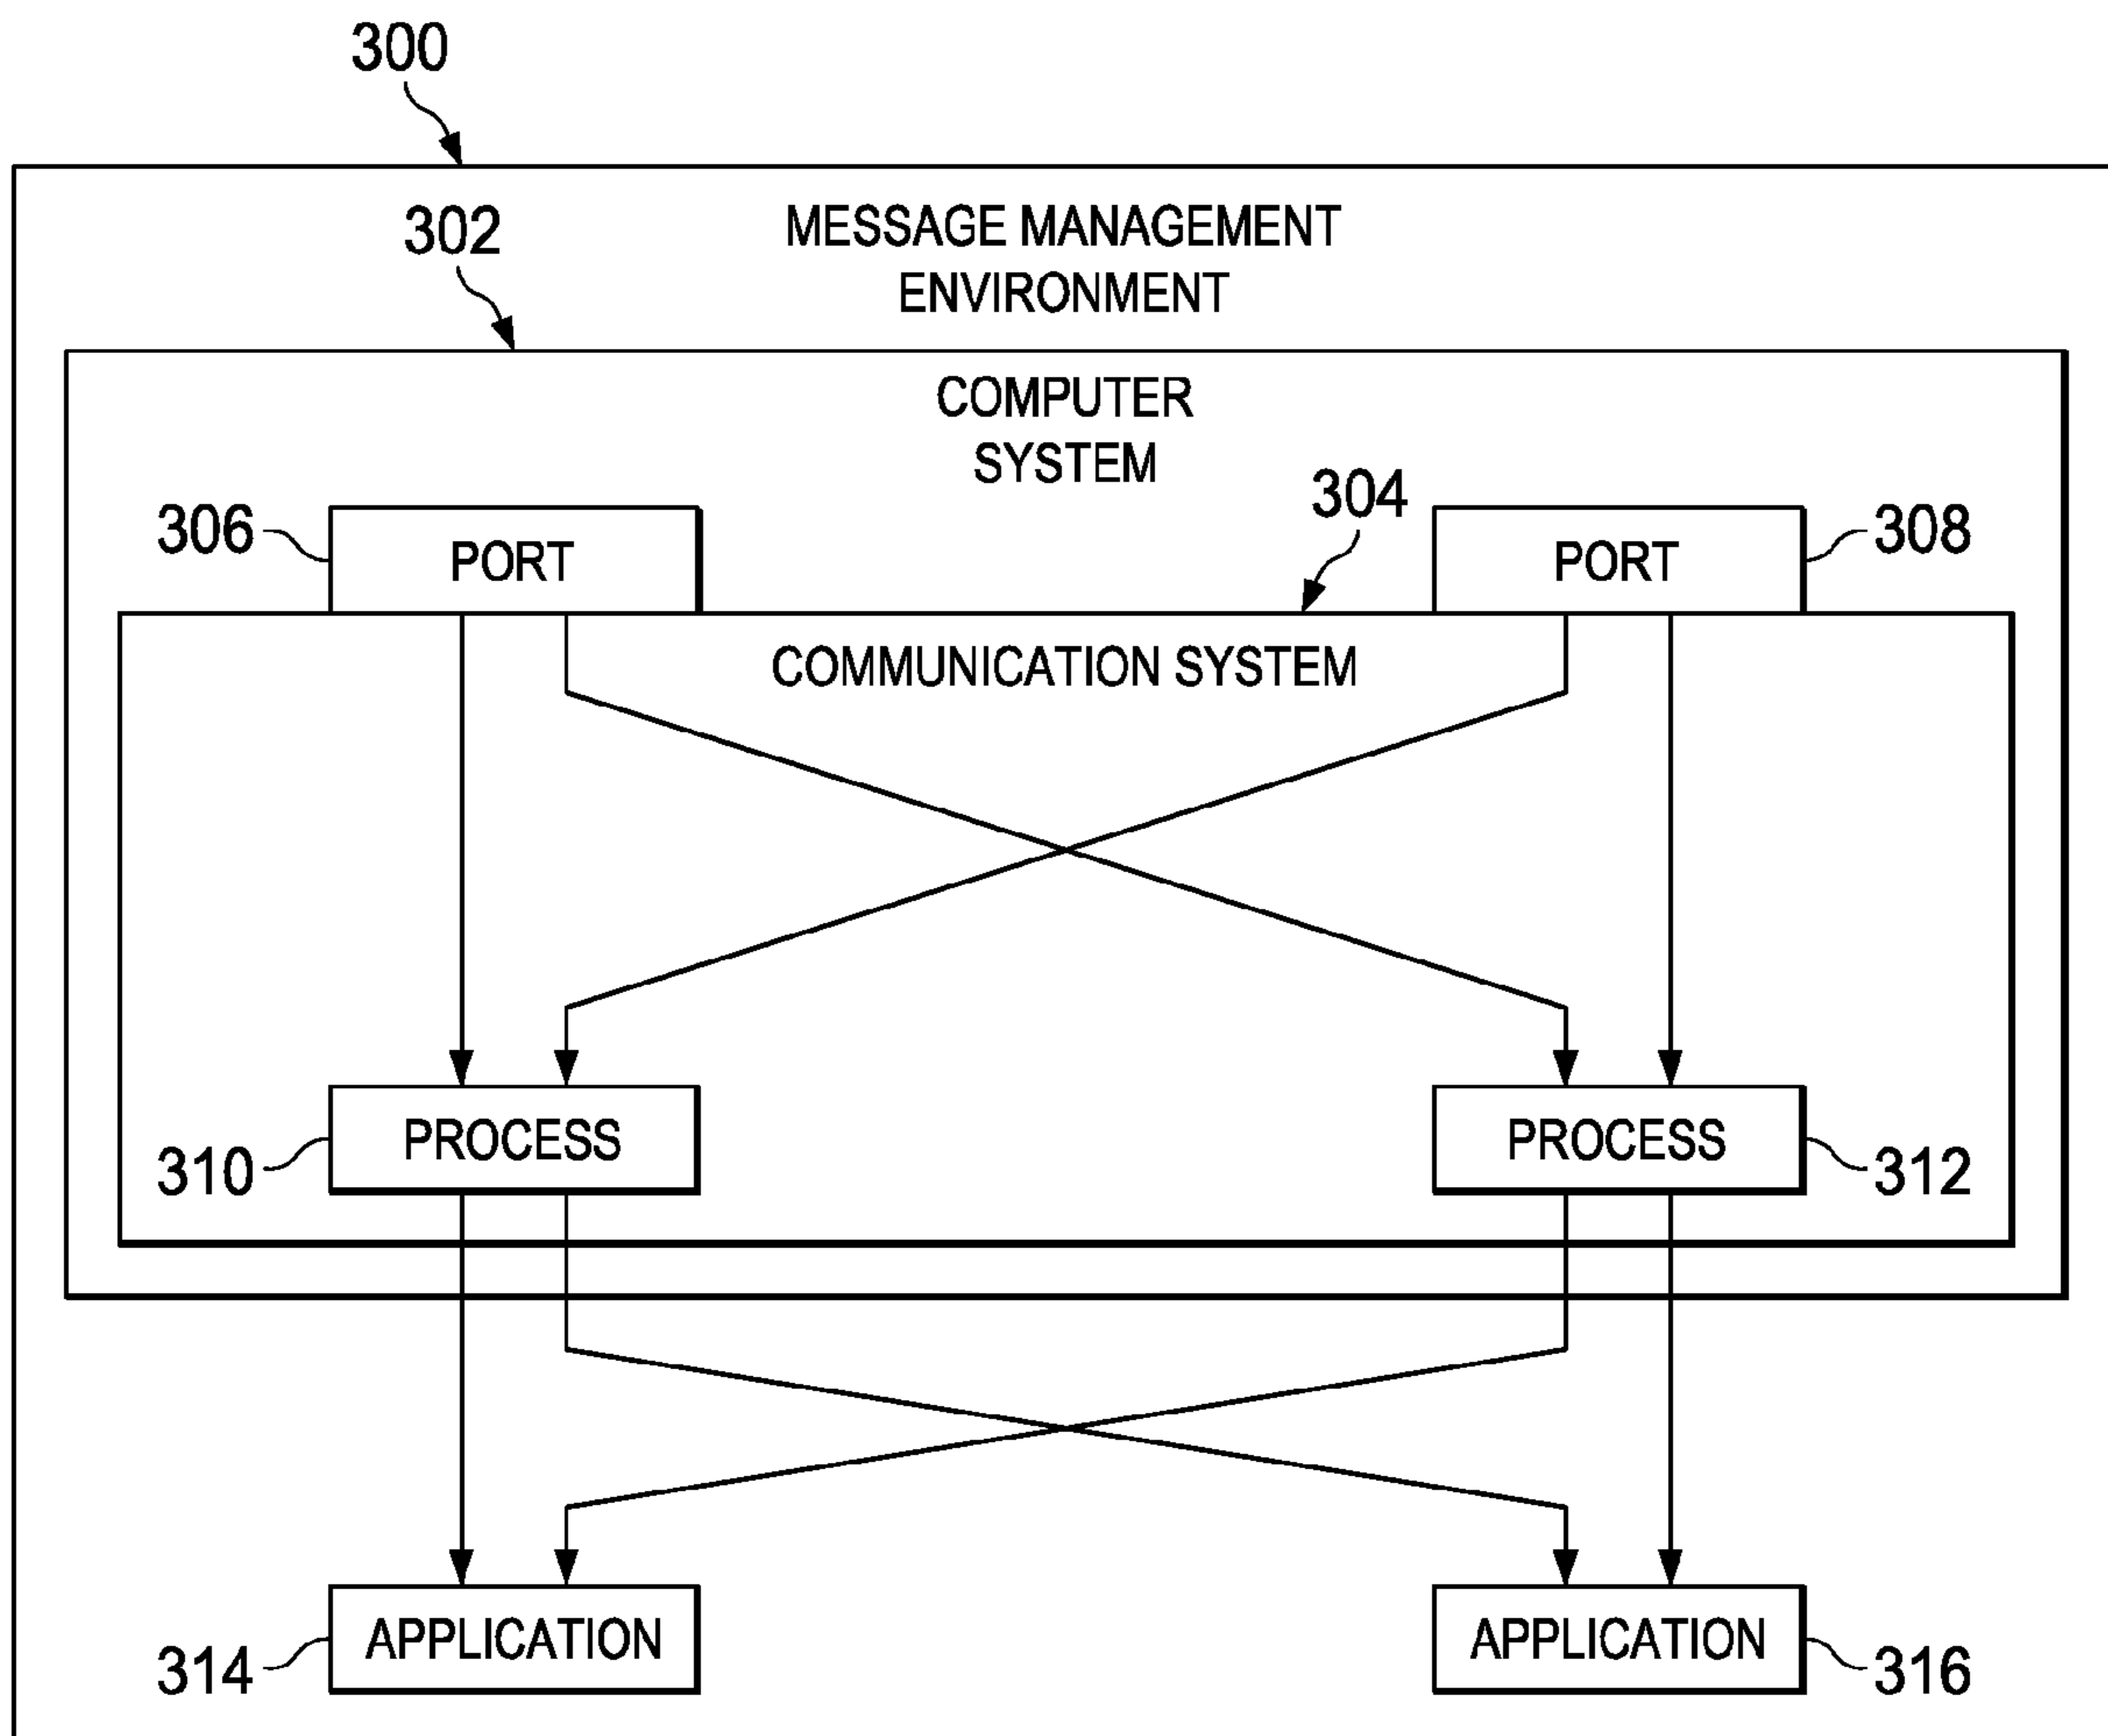 300
302
MESSAGE MANAGEMENT
ENVIRONMENT
COMPUTER
SYSTEM
304
306
PORT
PORT
308
COMMUNICATION SYSTEM
310
PROCESS
PROCESS
312
314
APPLICATION
APPLICATION
316